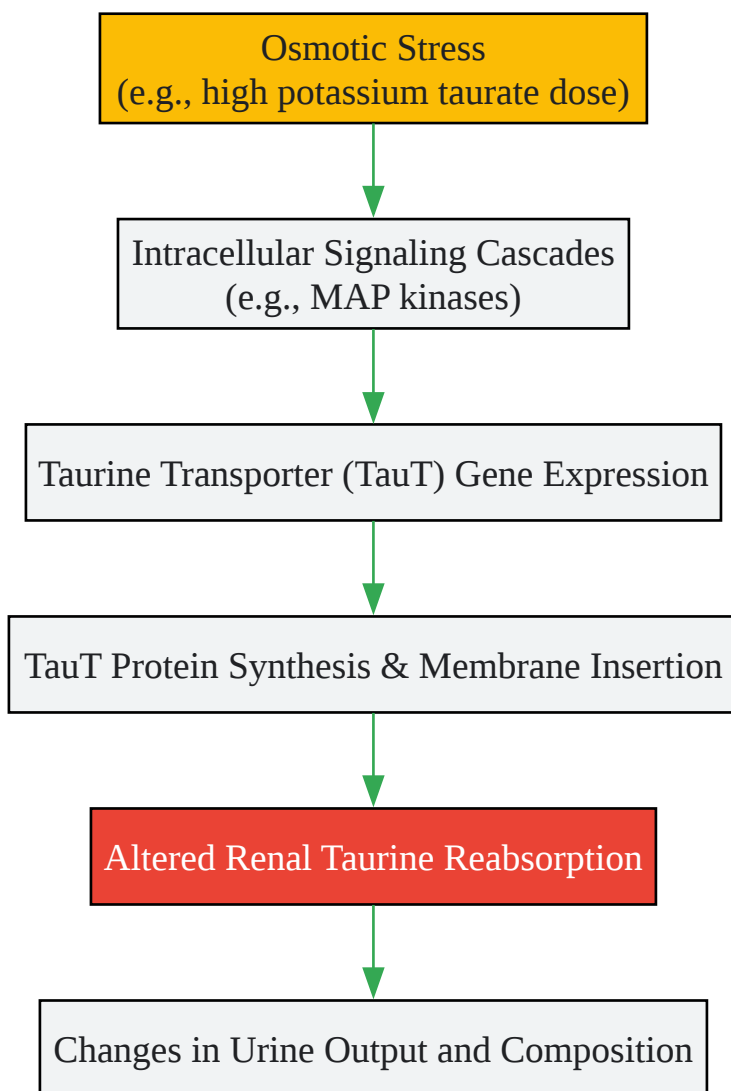 Osmotic Stress
(e.g., high potassium taurate dose)
Intracellular Signaling Cascades
(e.g., MAP kinases)
Taurine Transporter (TauT) Gene Expression
TauT Protein Synthesis & Membrane Insertion
Altered Renal Taurine Reabsorption
Changes in Urine Output and Composition